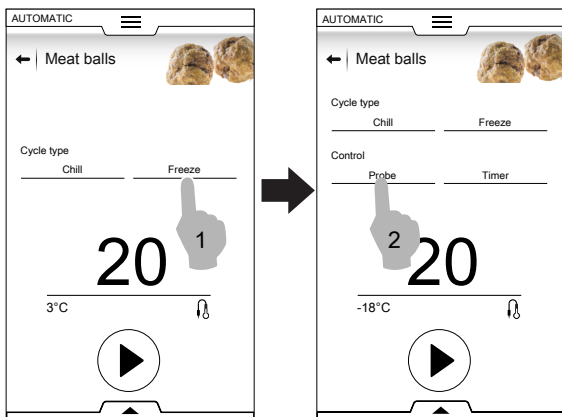 AUTOMATIC
Meat balls
Cycle type
Chill Freeze
1
20
3°C
AUTOMATIC
Meat balls
Cycle type
Chill Freeze
Control
Probe Timer
2
20
-18°C